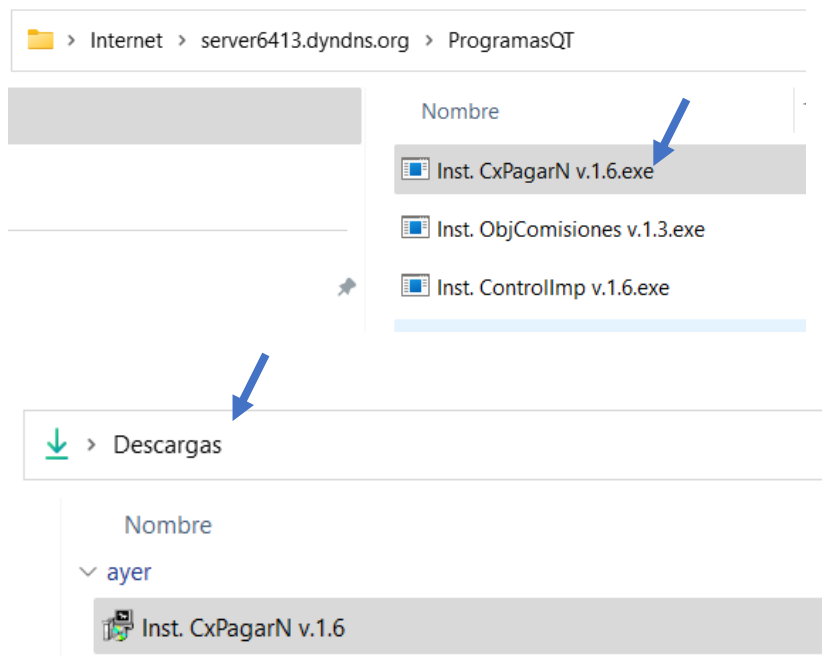 Internet > server6413.dyndns.org > ProgramasQT
Nombre
Inst. CxPagarN v.1.6.exe
Inst. ObjComisiones v.1.3.exe
Inst. ControlImp v.1.6.exe
> Descargas
Nombre
ayer
Inst. CxPagarN v.1.6